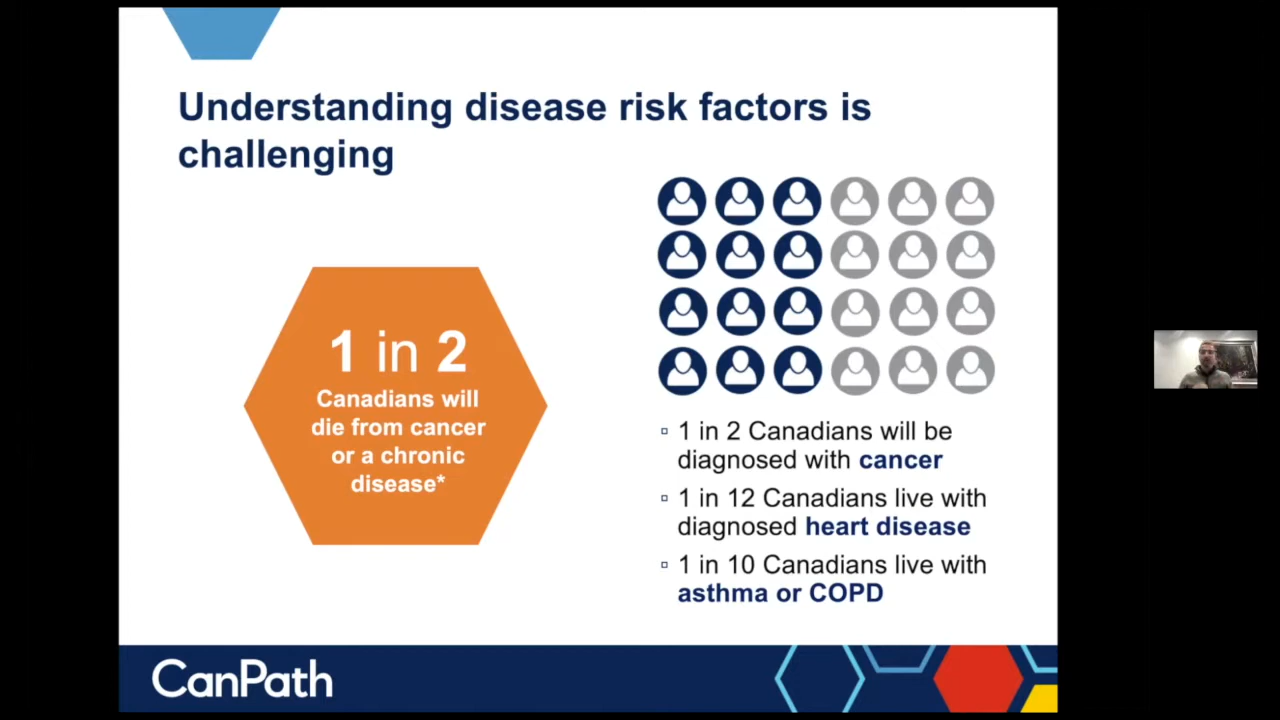 Understanding disease risk factors is
challenging
1 in 2
Canadians will
die from cancer
or a chronic
disease*
1 in 2 Canadians will be
diagnosed with cancer
1 in 12 Canadians live with
diagnosed heart disease
1 in 10 Canadians live with
asthma or COPD
CanPath